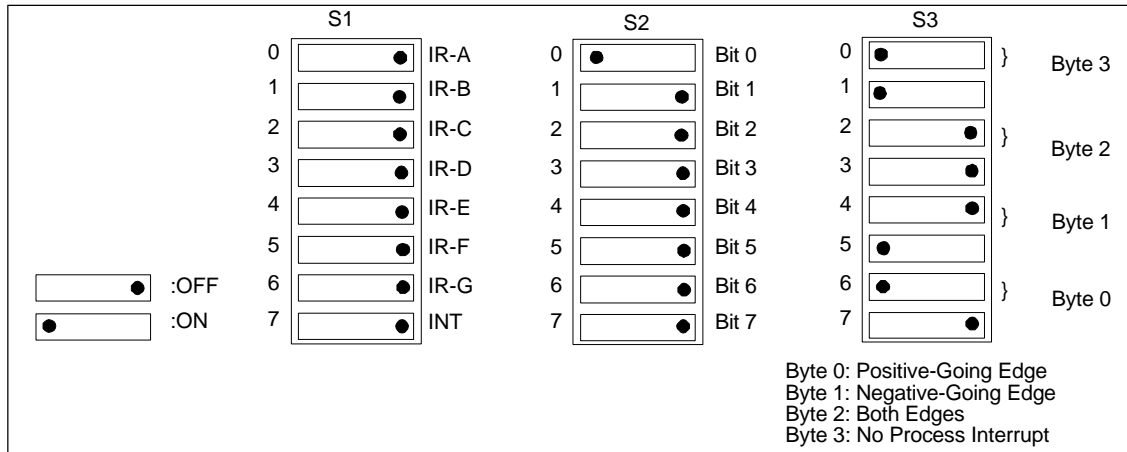 S1
S2
S3
0 IR-A 0 Bit 0 0 } Byte 3
1 IR-B 1 Bit 1 1
2 IR-C 2 Bit 2 2 } Byte 2
3 IR-D 3 Bit 3 3
4 IR-E 4 Bit 4 4 } Byte 1
5 IR-F 5 Bit 5 5
:OFF 6 IR-G 6 Bit 6 6 } Byte 0
:ON 7 INT 7 Bit 7 7
Byte 0: Positive-Going Edge
Byte 1: Negative-Going Edge
Byte 2: Both Edges
Byte 3: No Process Interrupt